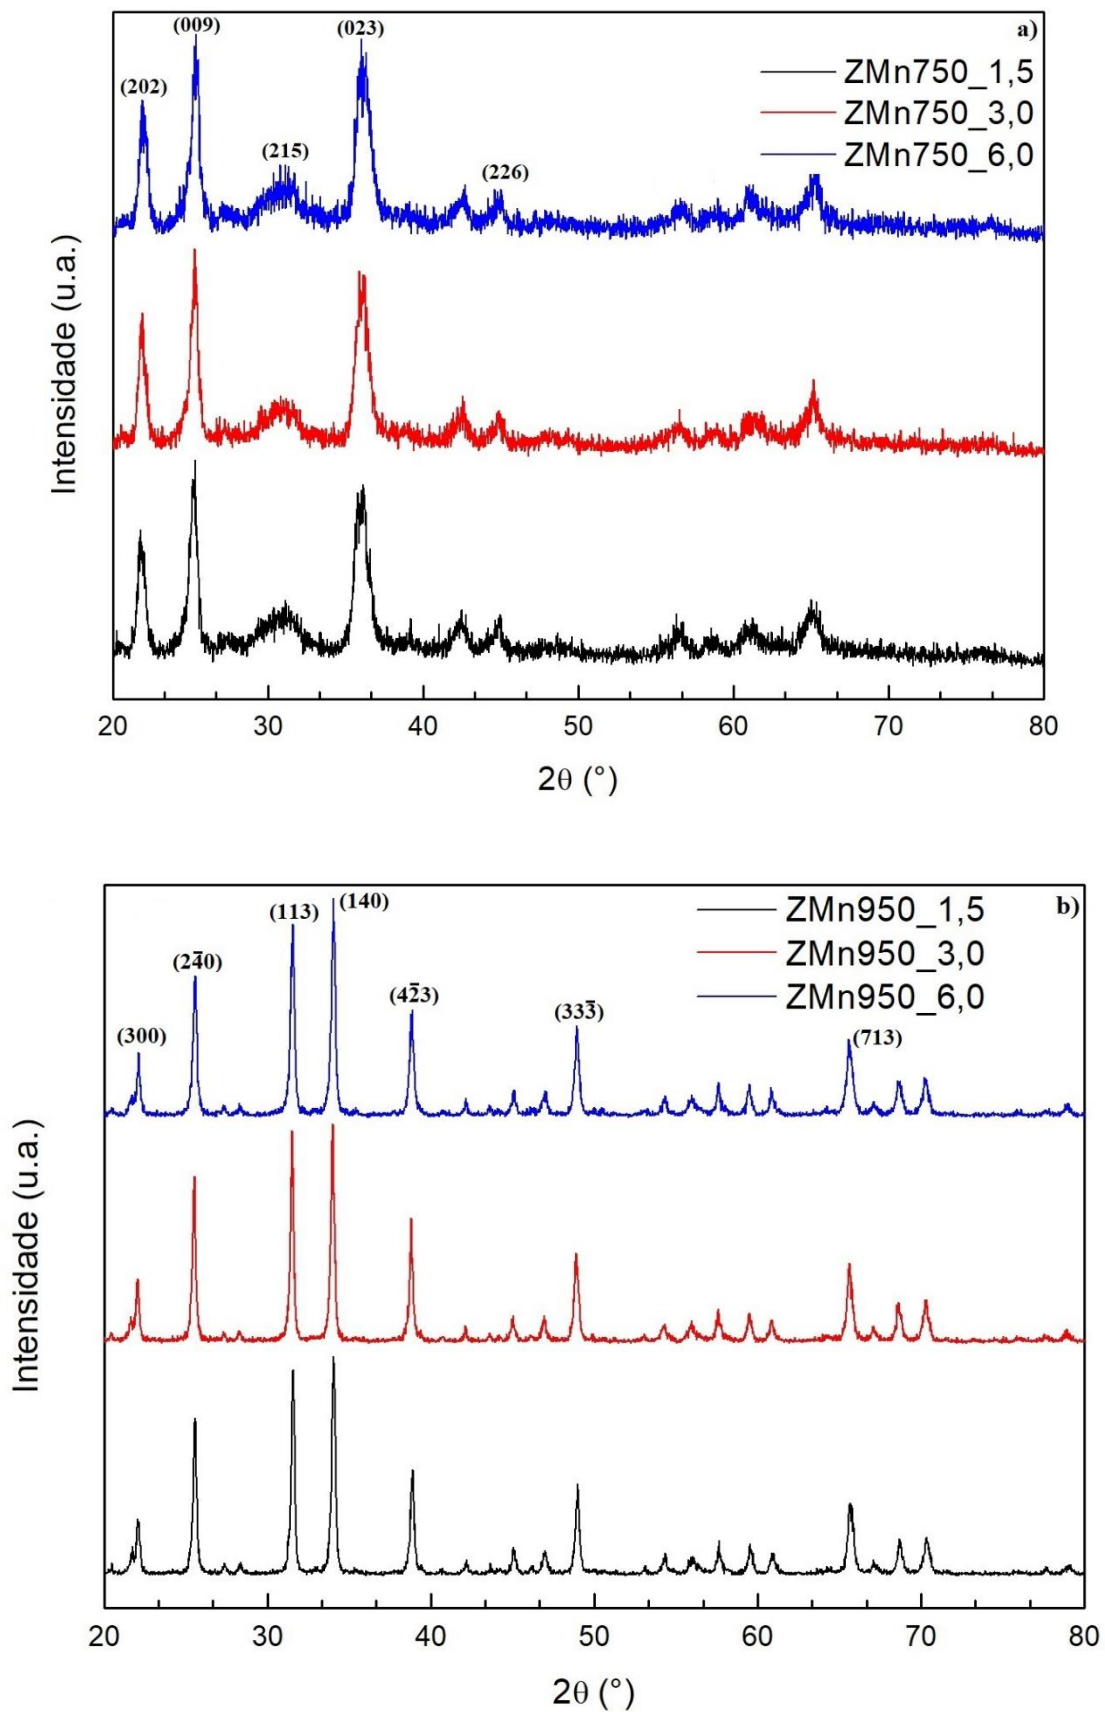 a)
(009)
(023)
(202)
(215)
(226)
ZMn750_1,5
ZMn750_3,0
ZMn750_6,0
Intensidade (u.a.)
20 30 40 50 60 70 80
2θ (°)
b)
(140)
(113)
(24̄0)
(42̄3)
(300)
(333̄)
(713)
ZMn950_1,5
ZMn950_3,0
ZMn950_6,0
Intensidade (u.a.)
20 30 40 50 60 70 80
2θ (°)